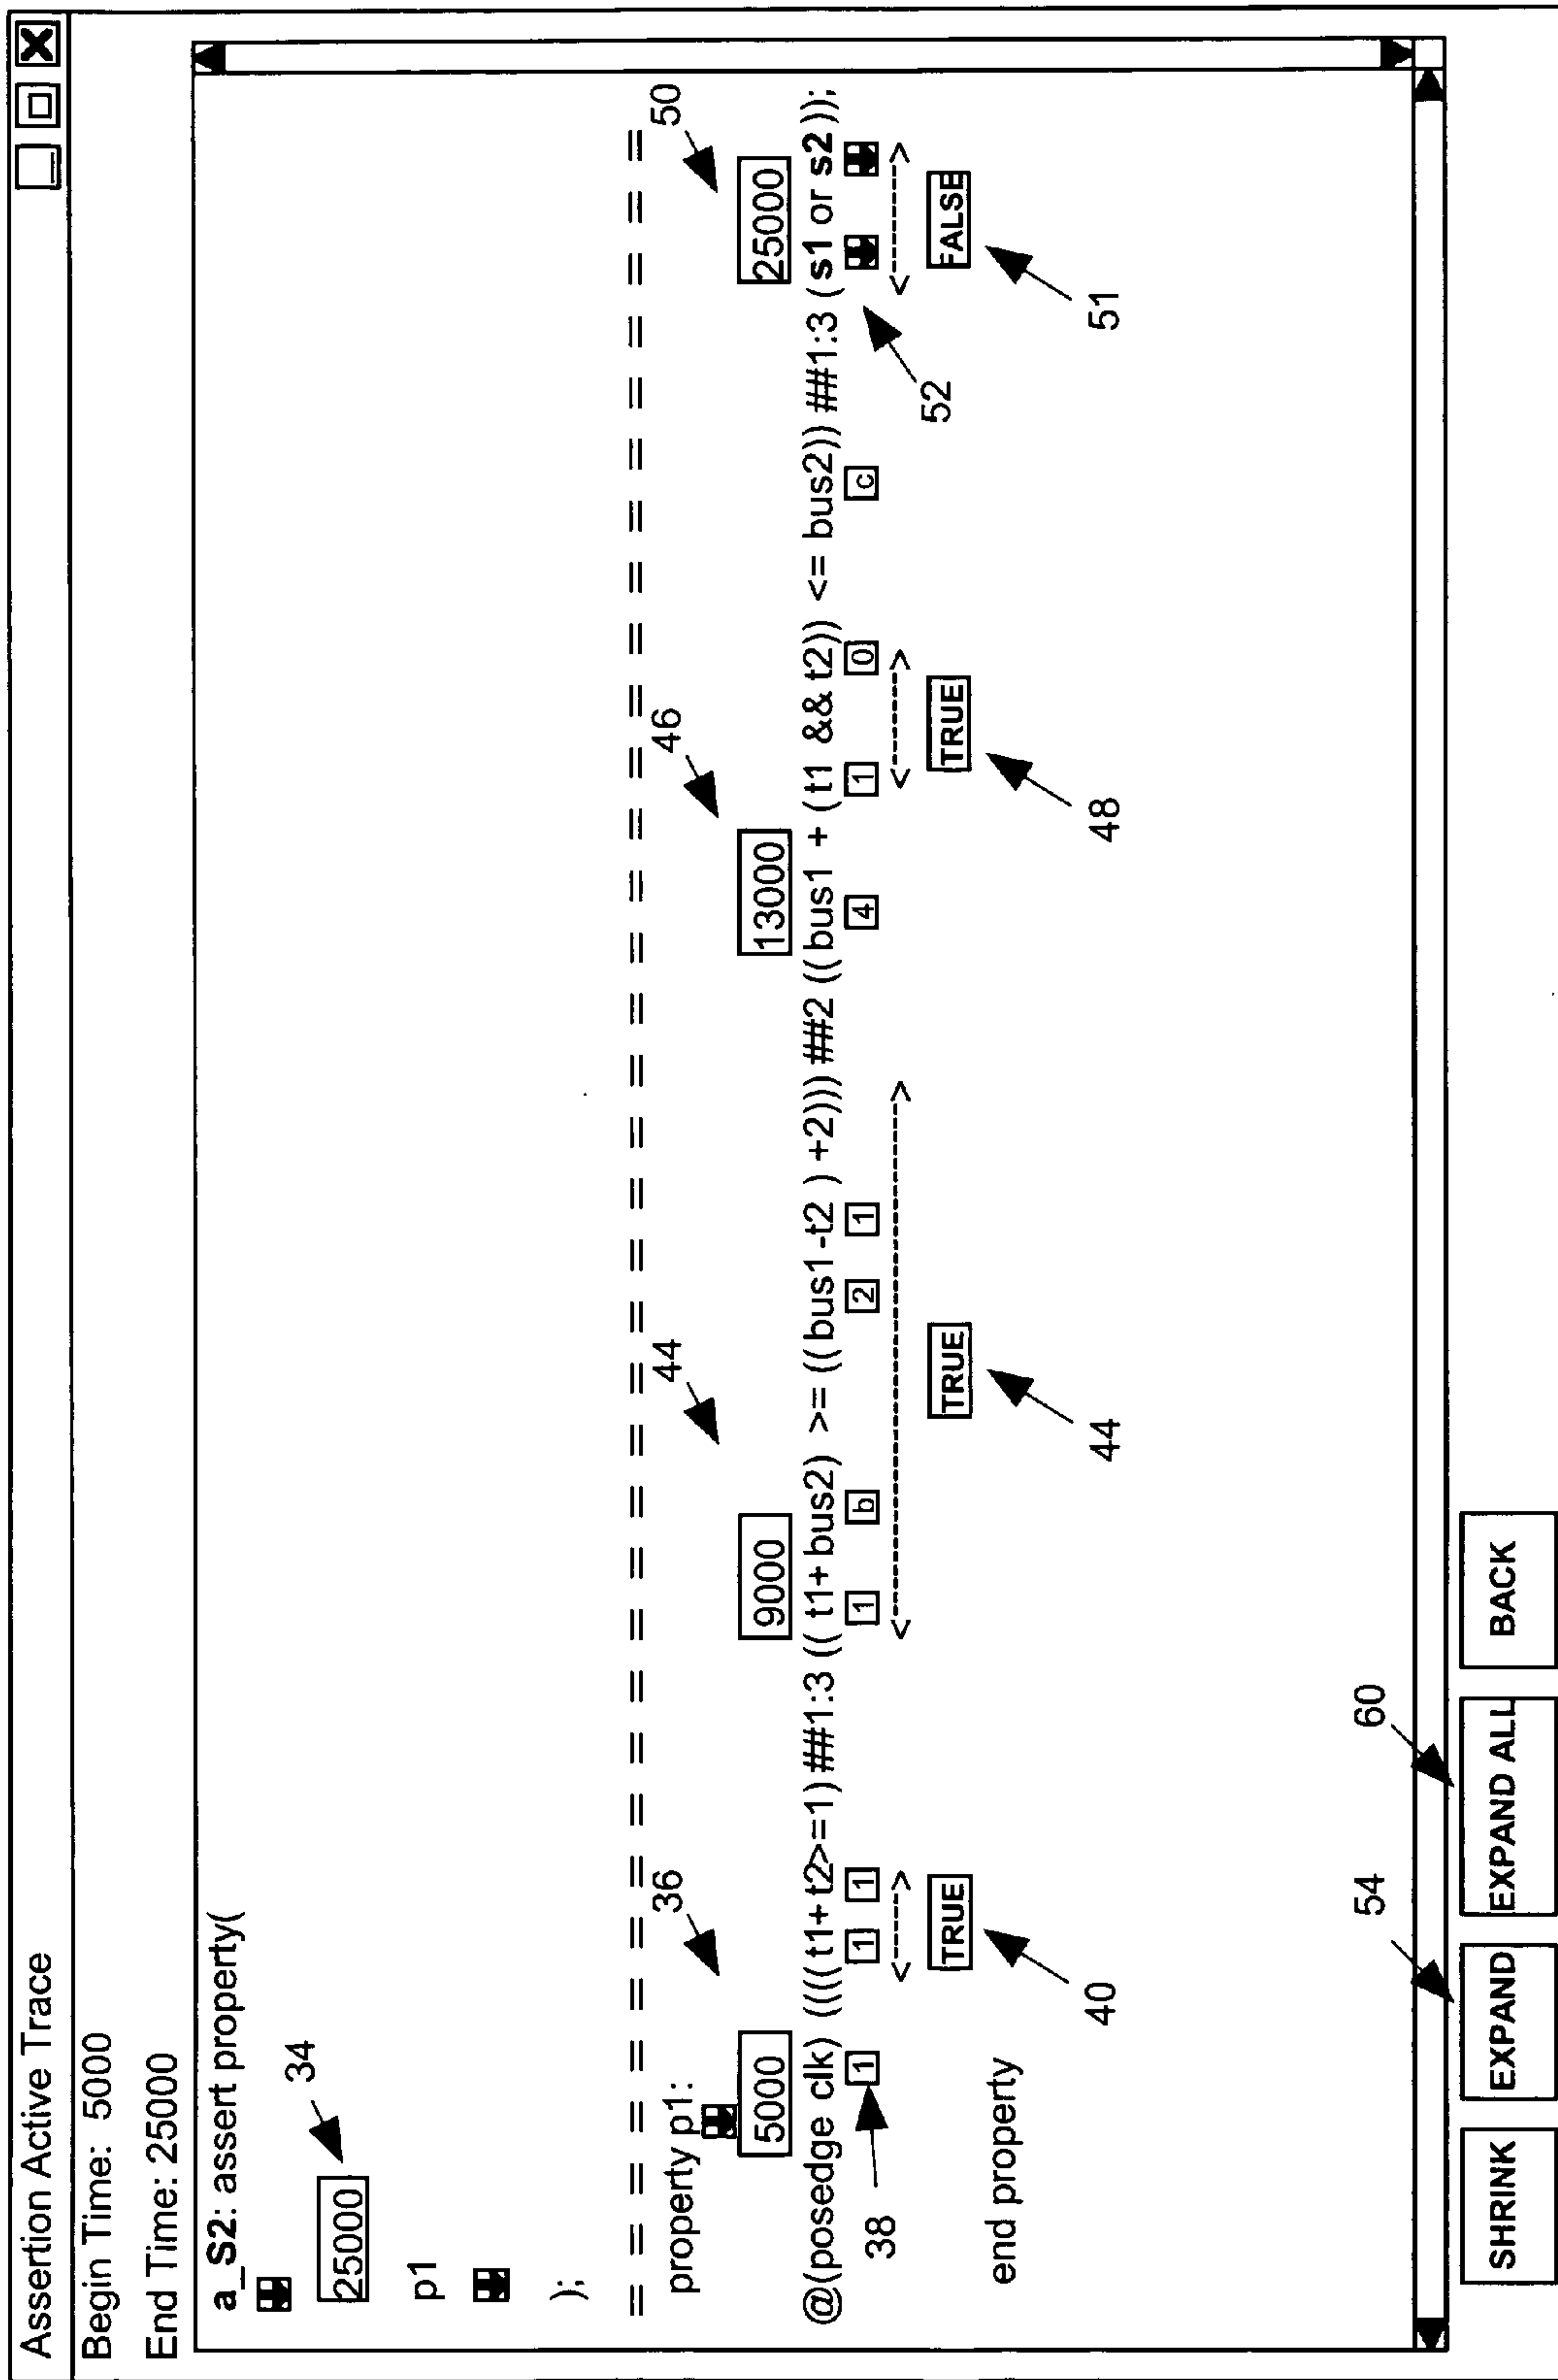 Assertion Active Trace
Begin Time: 5000
End Time: 25000
a_S2: assert property(
34
25000
p1
);
== == == == == == == == == == == == == == == == == == == == == == == == == == == == ==
36 44 46 50
property p1:
5000 9000 13000 25000
@(posedge clk) ((((t1+ t2>=1) ##1:3 (( t1+ bus2) >= ((bus1-t2 ) +2))) ##2 ((bus1 + (t1 && t2)) <= bus2)) ##1:3 (s1 or s2));
1 1 1 1 b 2 1 4 1 0 c
<-----> <----------------------------------> <-------> <--------->
38 TRUE TRUE TRUE 52 FALSE
end property
40 44 48 51
54 60
SHRINK EXPAND EXPAND ALL BACK